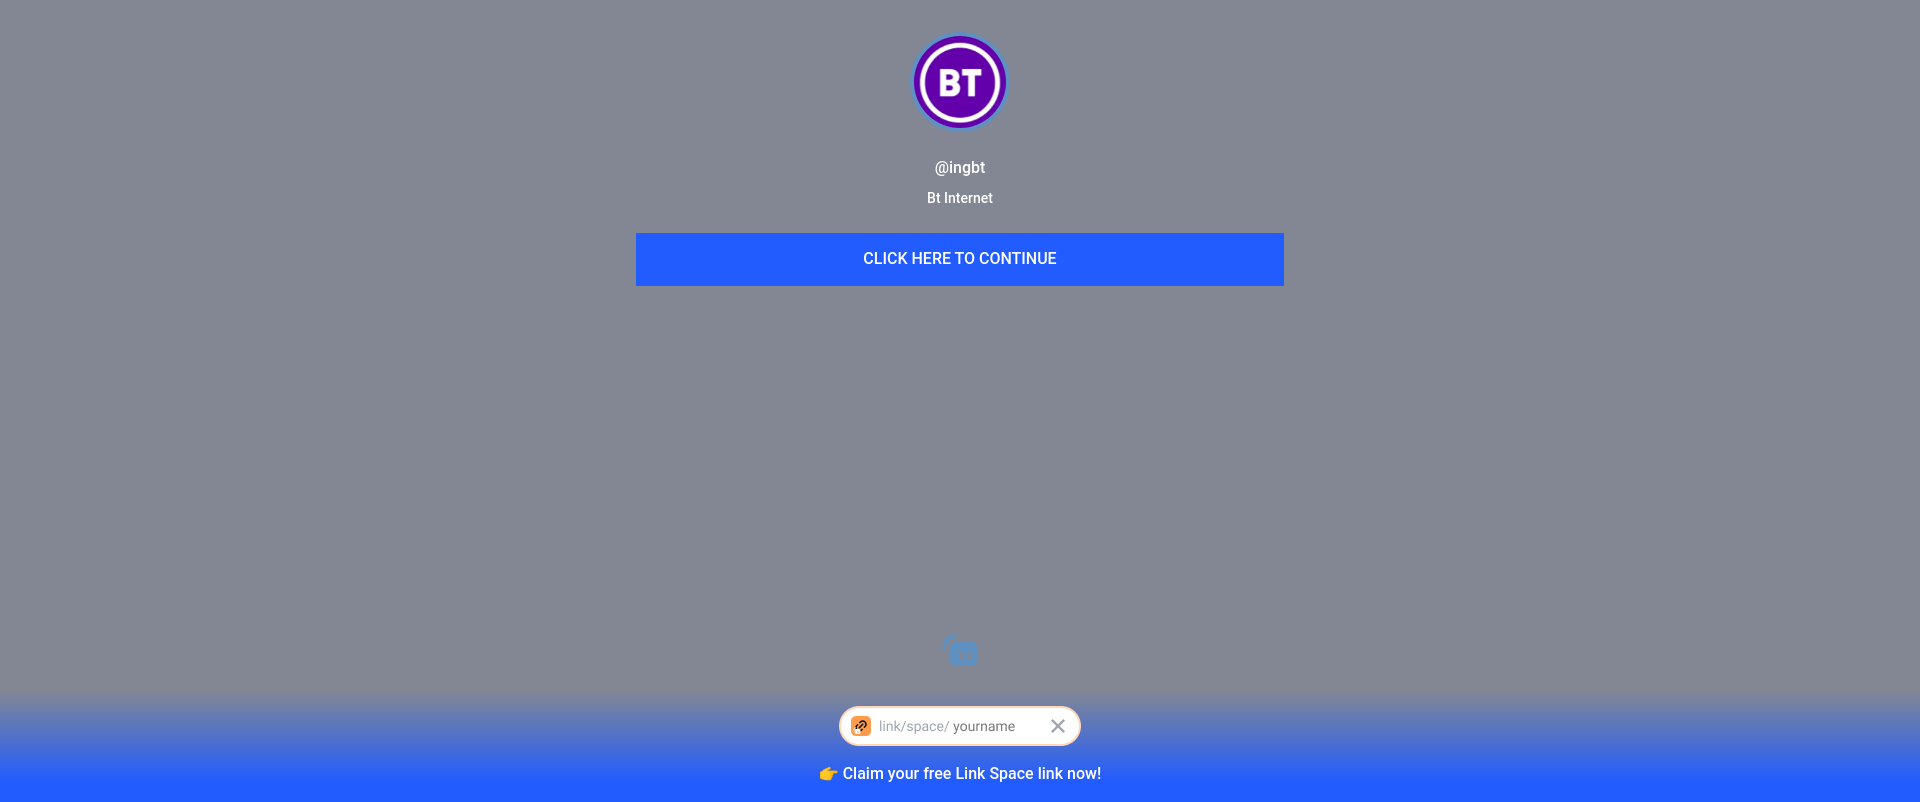 BT
@ingbt
Bt Internet
CLICK HERE TO CONTINUE
link/space/ yourname
👉 Claim your free Link Space link now!